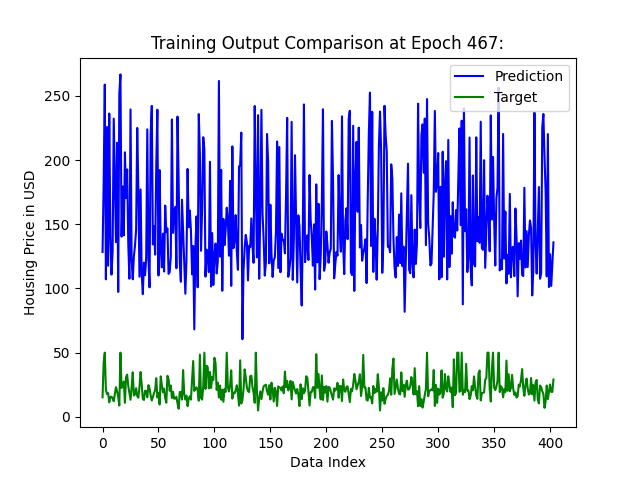 Training Output Comparison at Epoch 467:
Prediction
Target
Housing Price in USD
250
200
150
100
50
0
0 50 100 150 200 250 300 350 400
Data Index